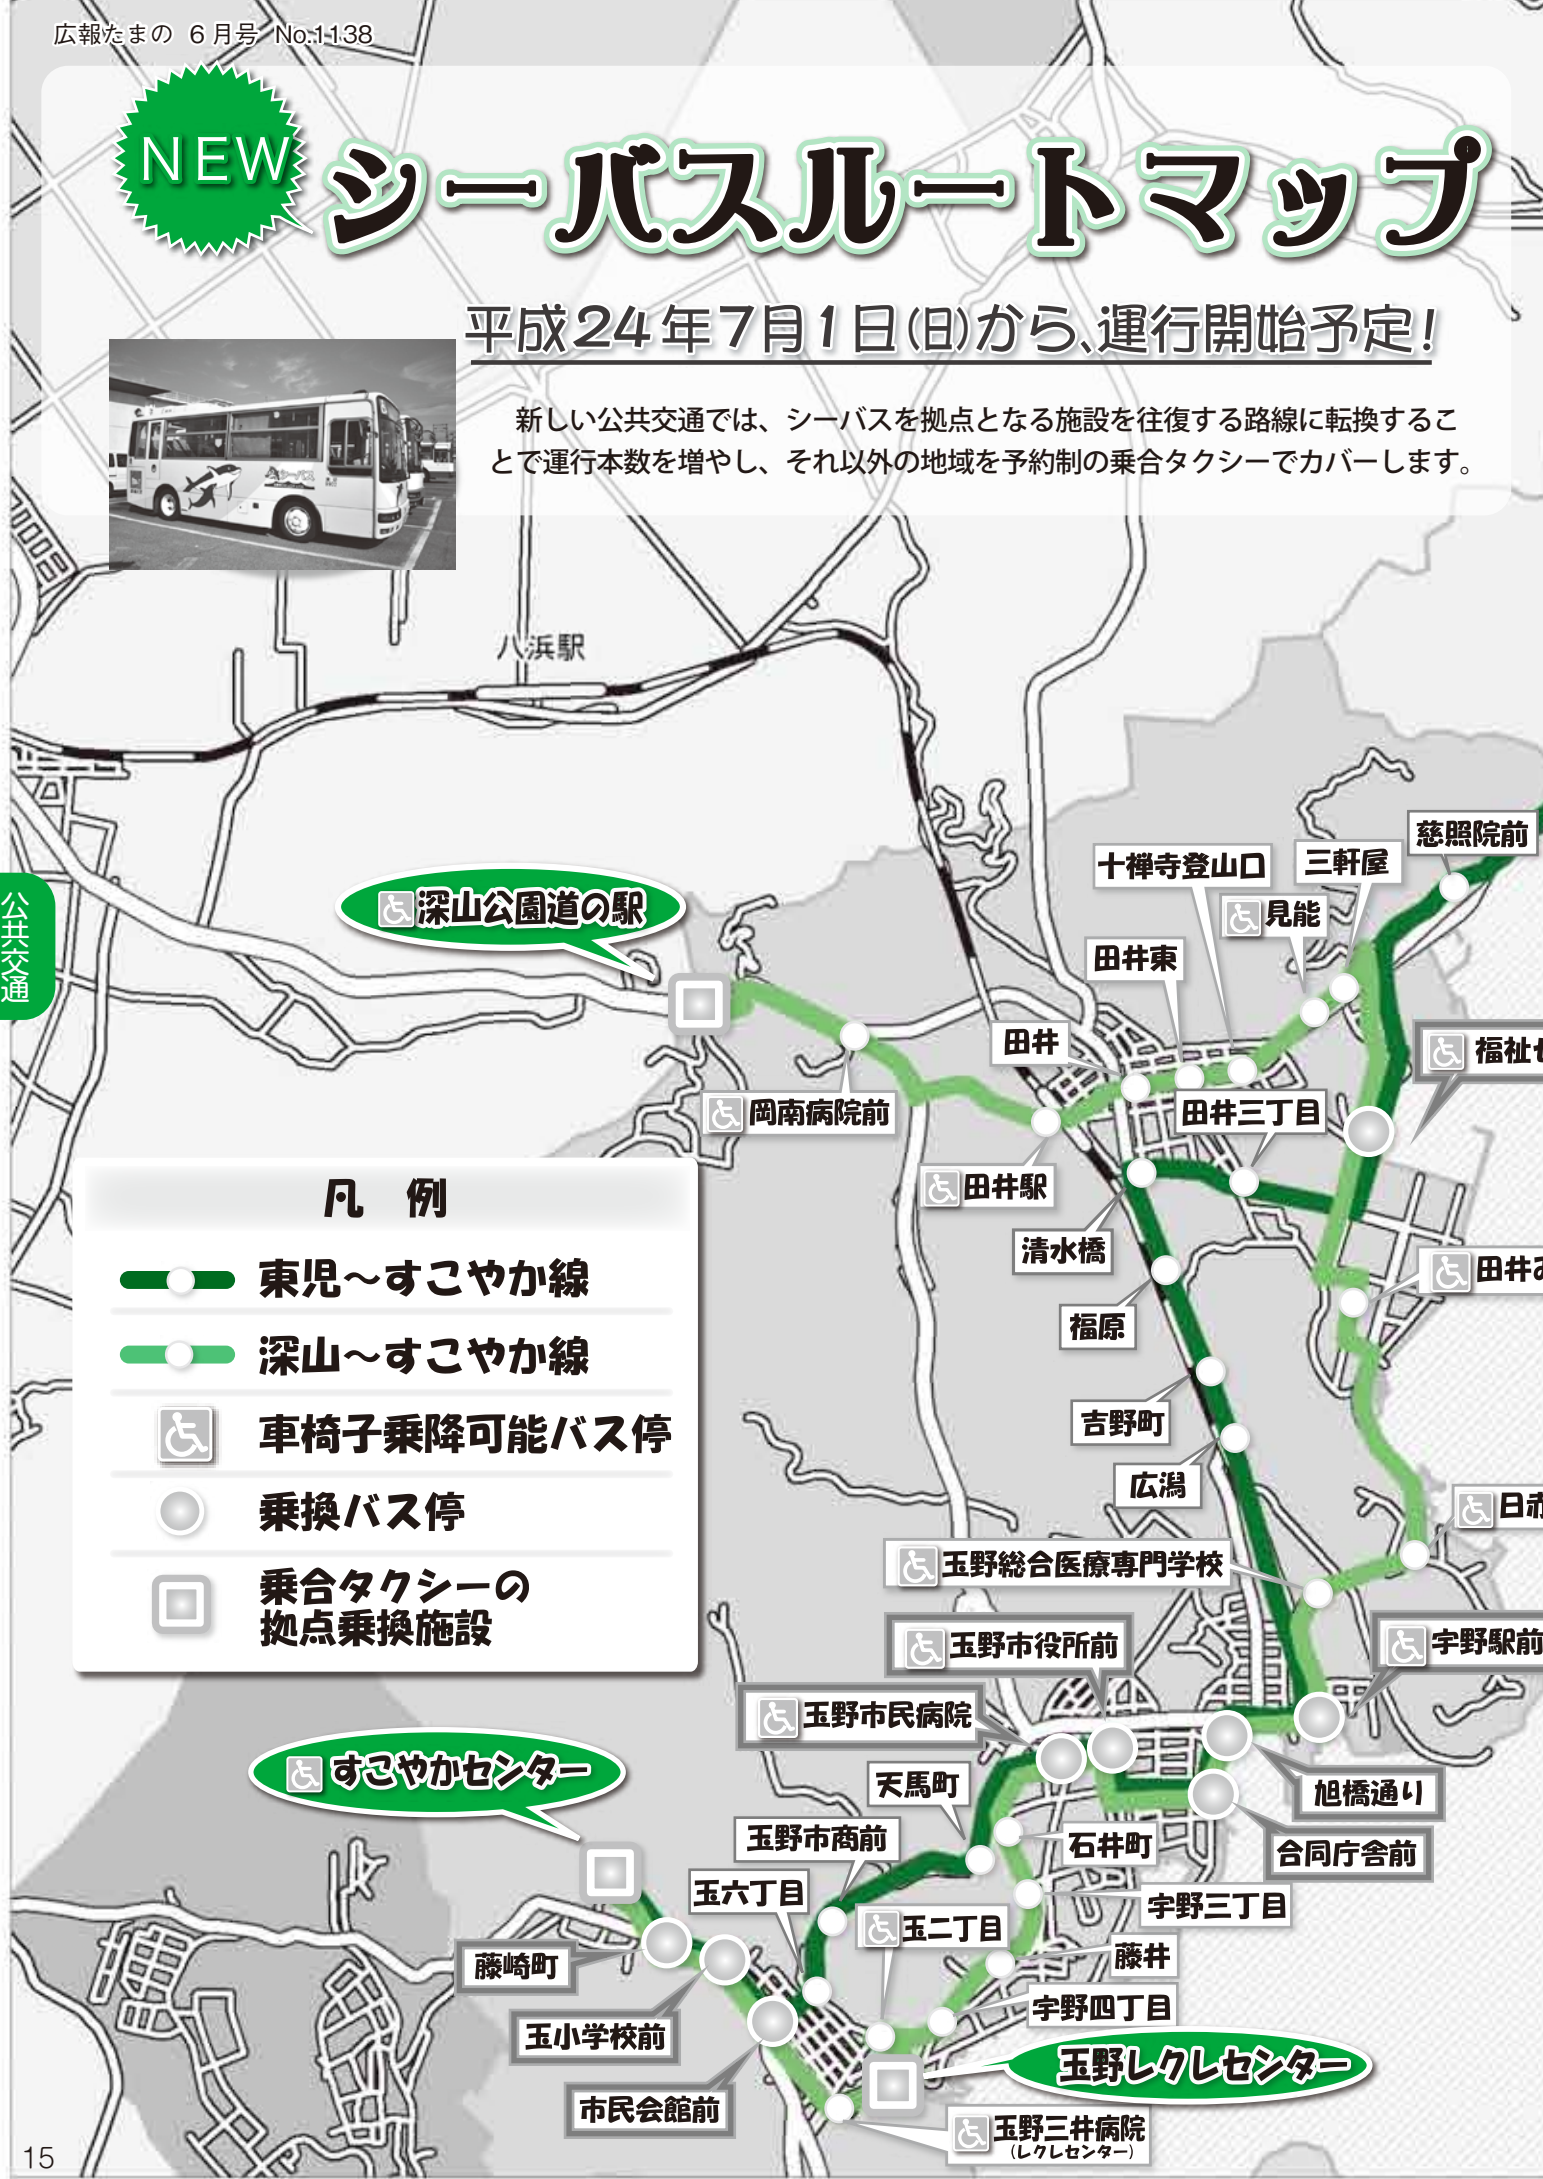 広報たまの 6月号 No.1138
NEW
シーバスルートマップ
平成24年7月1日(日)から、運行開始予定!
新しい公共交通では、シーバスを拠点となる施設を往復する路線に転換するこ
とで運行本数を増やし、それ以外の地域を予約制の乗合タクシーでカバーします。
シーバス
八浜駅
公共交通
慈照院前
三軒屋
十禅寺登山口
見能
深山公園道の駅
田井東
田井
福祉
岡南病院前
田井三丁目
田井駅
清水橋
田井
福原
吉野町
広潟
凡 例
東児～すこやか線
深山～すこやか線
車椅子乗降可能バス停
乗換バス停
乗合タクシーの
拠点乗換施設
日赤
玉野総合医療専門学校
玉野市役所前
宇野駅前
玉野市民病院
すこやかセンター
天馬町
旭橋通り
玉野市商前
石井町
合同庁舎前
玉六丁目
宇野三丁目
玉二丁目
藤崎町
藤井
宇野四丁目
玉小学校前
玉野レクレセンター
市民会館前
玉野三井病院
(レクレセンター)
15